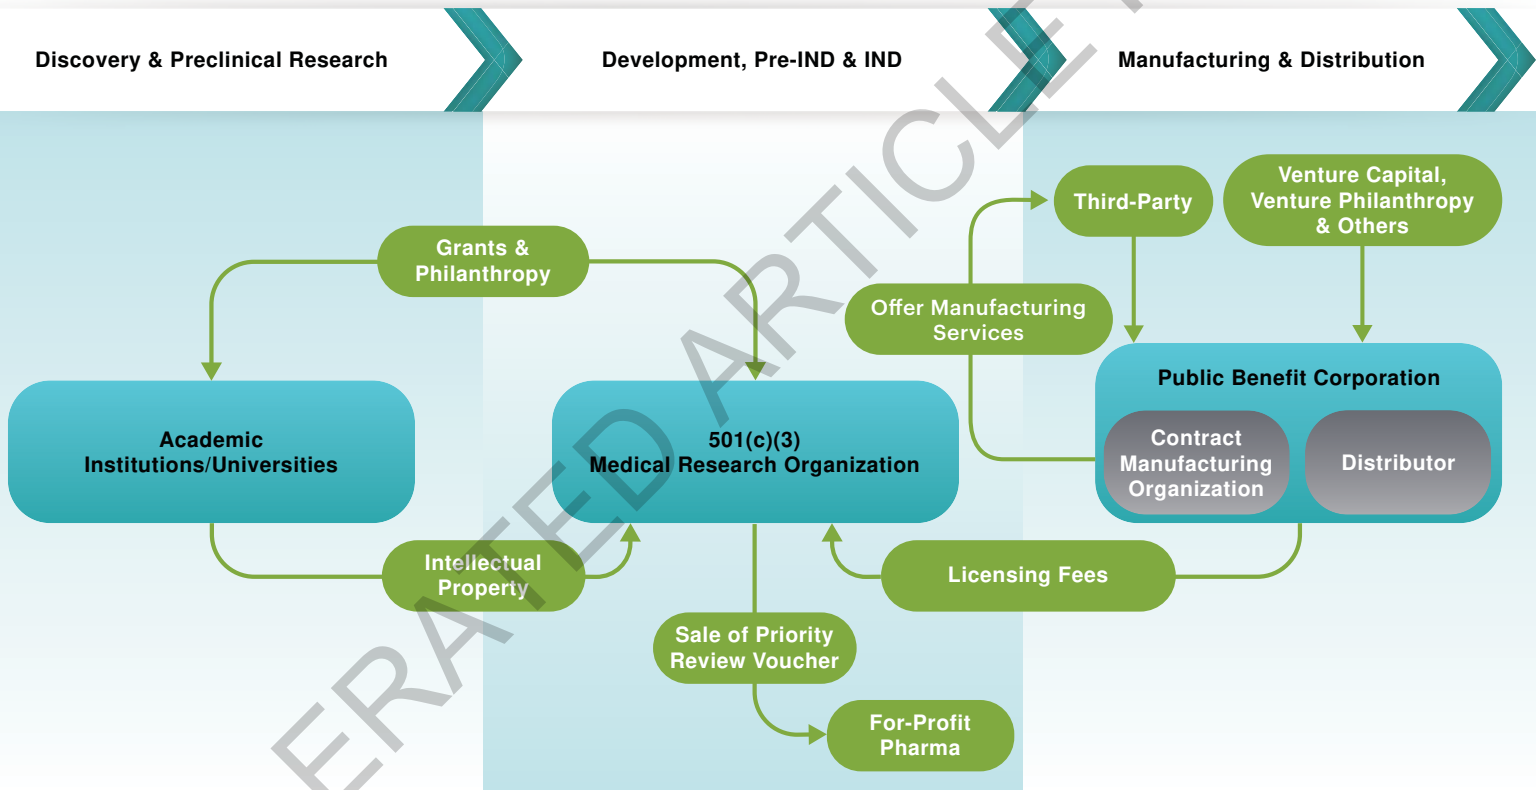 Discovery & Preclinical Research
Development, Pre-IND & IND
Manufacturing & Distribution
Third-Party
Venture Capital,
Venture Philanthropy
& Others
Grants &
Philanthropy
Offer Manufacturing
Services
Public Benefit Corporation
Contract
Manufacturing
Organization
Distributor
Academic
Institutions/Universities
501(c)(3)
Medical Research Organization
Intellectual
Property
Licensing Fees
Sale of Priority
Review Voucher
For-Profit
Pharma
ERATED ARTICLE